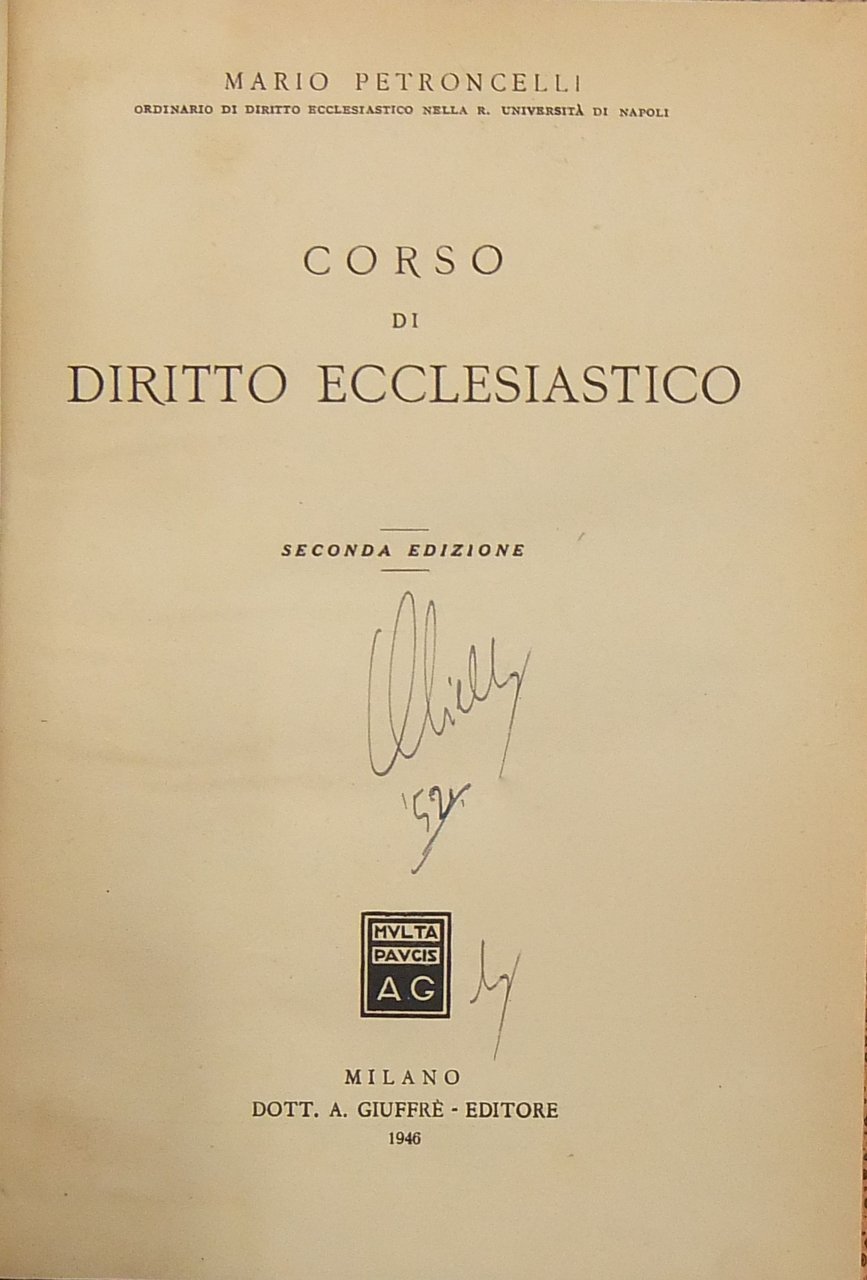 MARIO PETRONCELLI
ORDINARIO DI DIRITTO ECCLESIASTICO NELLA R. UNIVERSITÀ DI NAPOLI
CORSO
DI
DIRITTO ECCLESIASTICO
SECONDA EDIZIONE
'52
MVLTA
PAVCIS
A G
MILANO
DOTT. A. GIUFFRÈ - EDITORE
1946